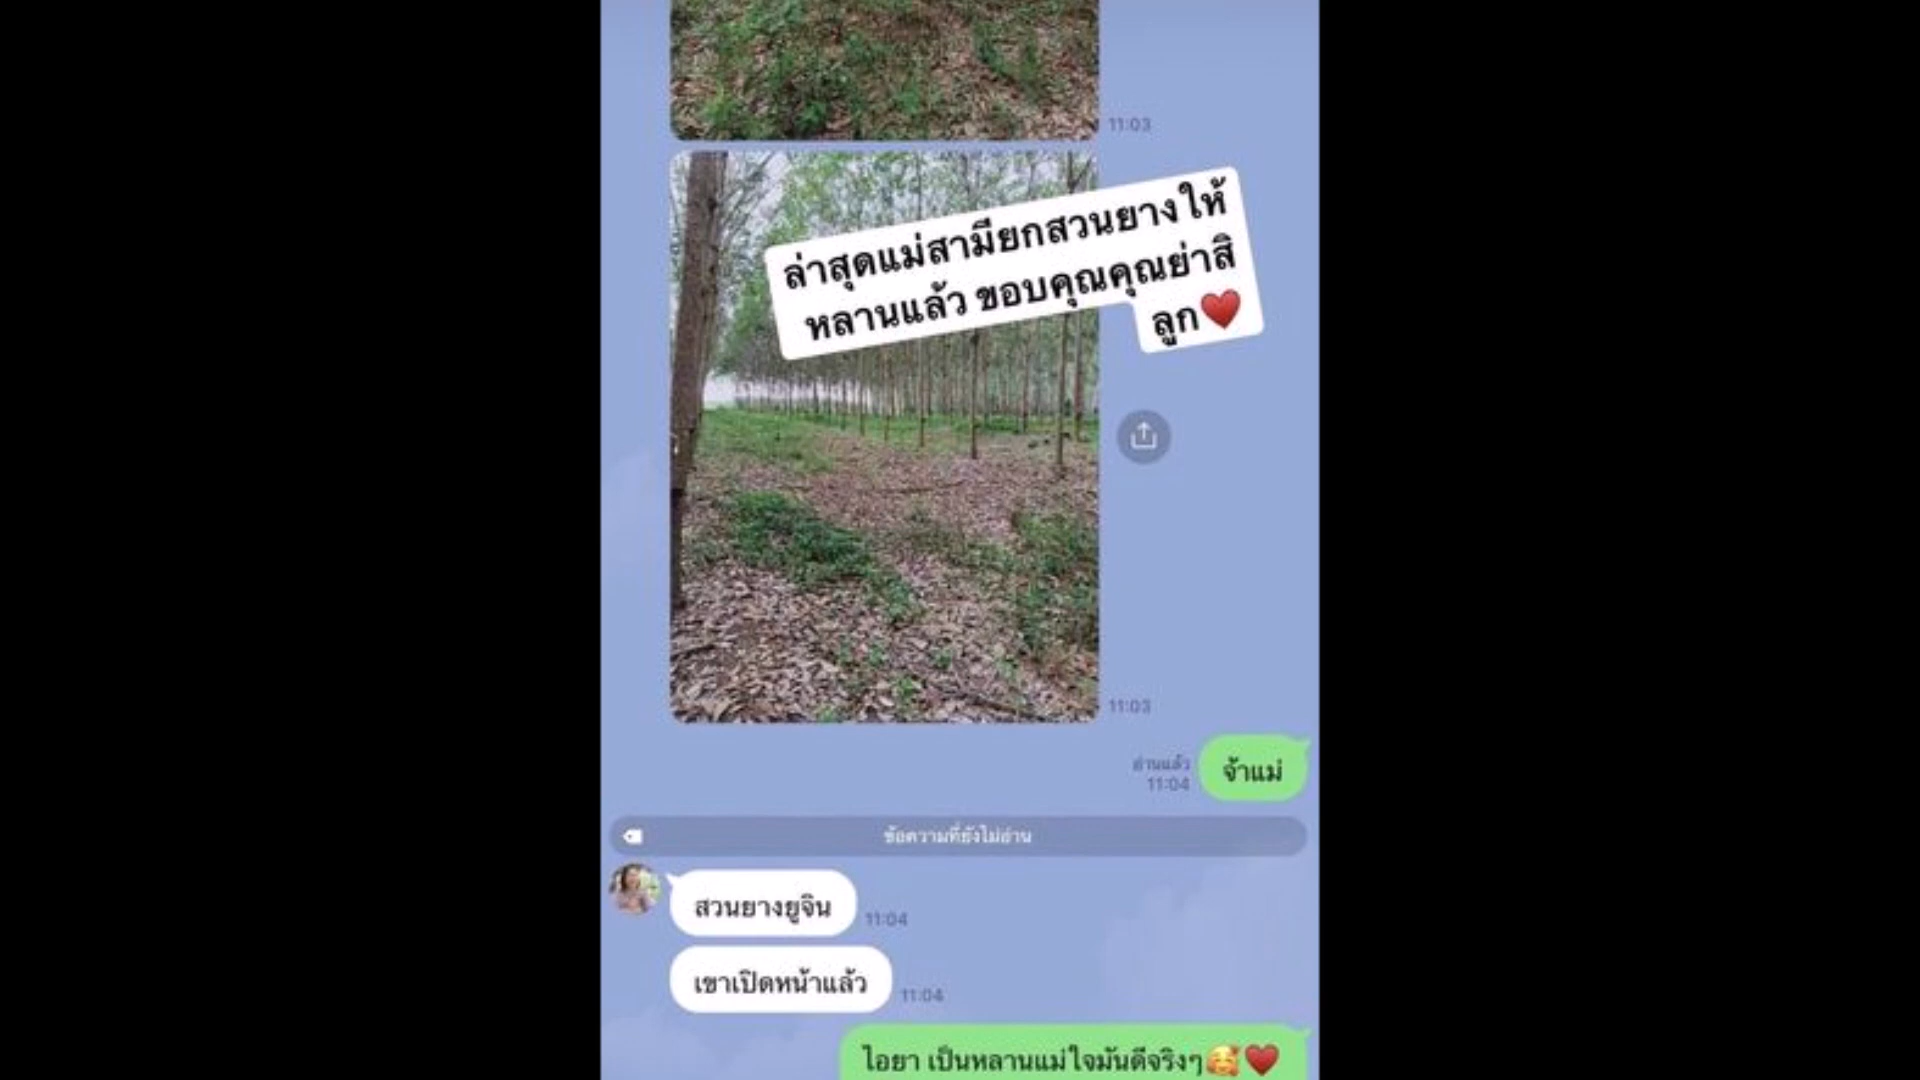 11:03
ล่าสุดแม่สามียกสวนยางให้
หลานแล้ว ขอบคุณคุณย่าสิ
ลูก❤️
11:03
อ่านแล้ว
11:04
จ้าแม่
ข้อความที่ยังไม่อ่าน
สวนยางยูจิน
11:04
เขาเปิดหน้าแล้ว
11:04
ไอยา เป็นหลานแม่ใจมันดีจริงๆ🥰❤️